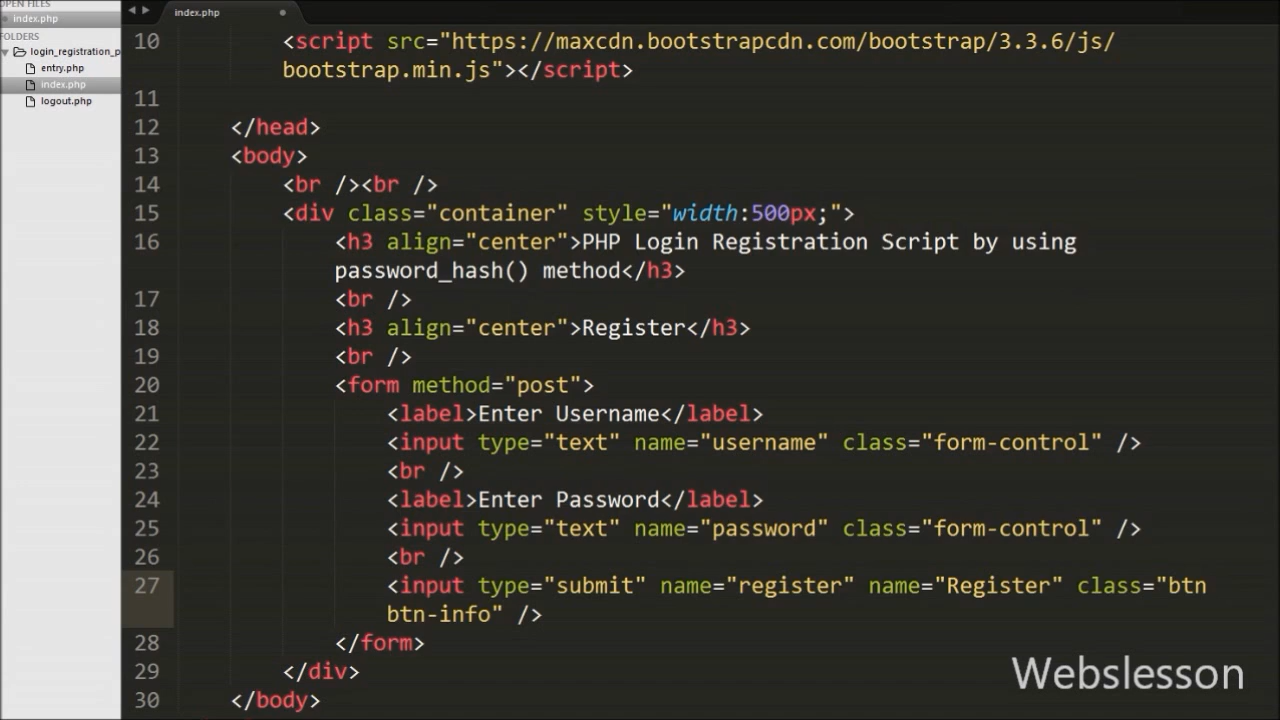 OPEN FILES
index.php
FOLDERS
login_registration_p
entry.php
index.php
logout.php
index.php
10 <script src="https://maxcdn.bootstrapcdn.com/bootstrap/3.3.6/js/
bootstrap.min.js"></script>
11
12 </head>
13 <body>
14 <br /><br />
15 <div class="container" style="width:500px;">
16 <h3 align="center">PHP Login Registration Script by using
password_hash() method</h3>
17 <br />
18 <h3 align="center">Register</h3>
19 <br />
20 <form method="post">
21 <label>Enter Username</label>
22 <input type="text" name="username" class="form-control" />
23 <br />
24 <label>Enter Password</label>
25 <input type="text" name="password" class="form-control" />
26 <br />
27 <input type="submit" name="register" name="Register" class="btn
btn-info" />
28 </form>
29 </div>
30 </body>
Webslesson